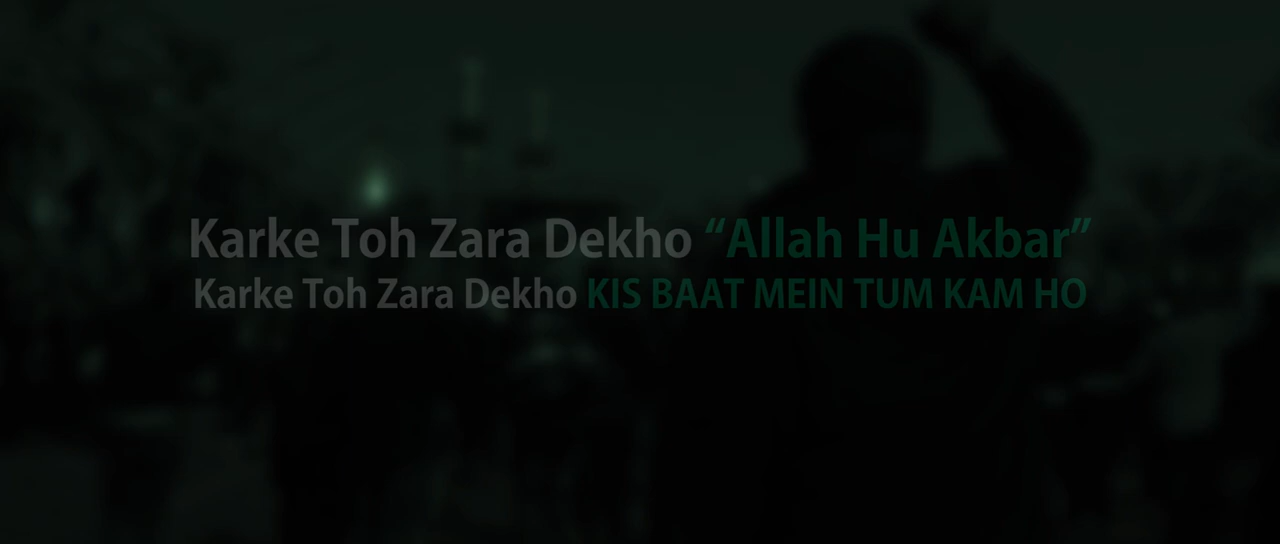 Karke Toh Zara Dekho “Allah Hu Akbar”
Karke Toh Zara Dekho KIS BAAT MEIN TUM KAM HO